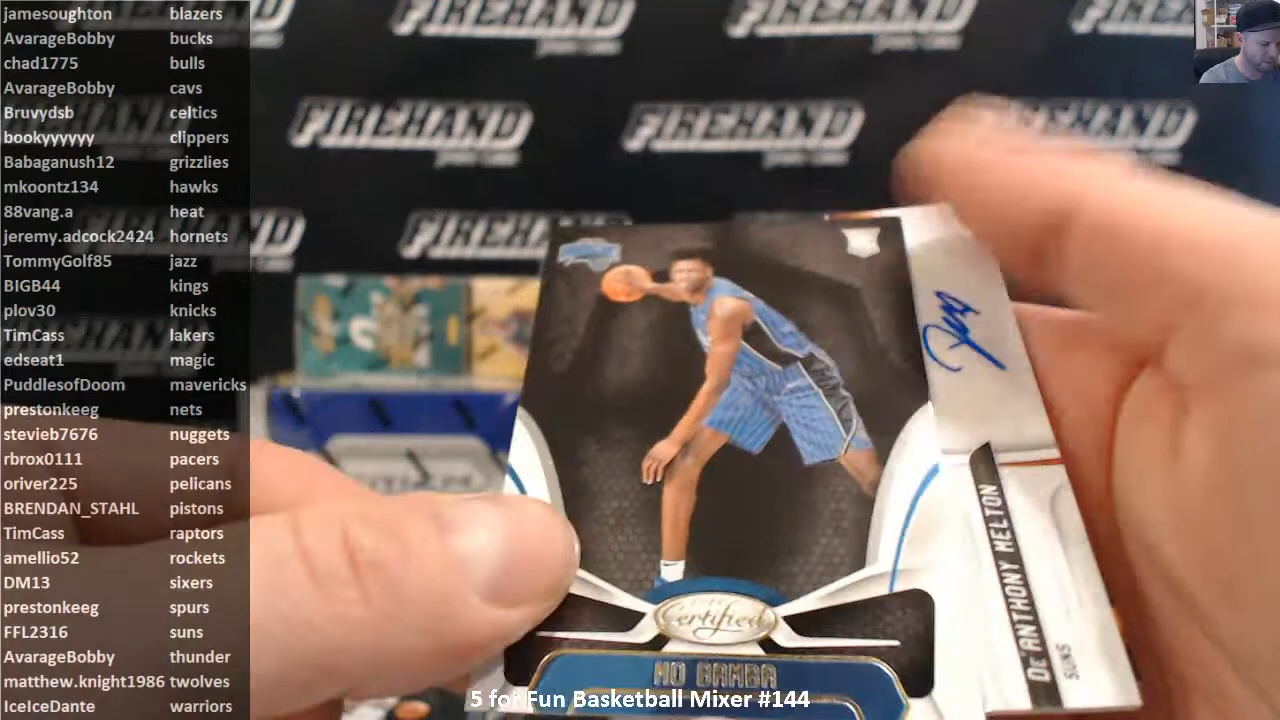 jamesoughton blazers
AvarageBobby bucks
chad1775 bulls
AvarageBobby cavs
Bruvydsb celtics
bookyyyyyy clippers
Babaganush12 grizzlies
mkoontz134 hawks
88vang.a heat
jeremy.adcock2424 hornets
TommyGolf85 jazz
BIGB44 kings
plov30 knicks
TimCass lakers
edseat1 magic
PuddlesofDoom mavericks
prestonkeeg nets
stevieb7676 nuggets
rbrox0111 pacers
oriver225 pelicans
BRENDAN_STAHL pistons
TimCass raptors
amellio52 rockets
DM13 sixers
prestonkeeg spurs
FFL2316 suns
AvarageBobby thunder
matthew.knight1986 twolves
IceIceDante warriors
FIREHAND
FIREHAND
FIREHAND
FIREHAND
FIREHAND
Certified
MO BAMBA
DE'ANTHONY MELTON
SUNS
5 for Fun Basketball Mixer #144